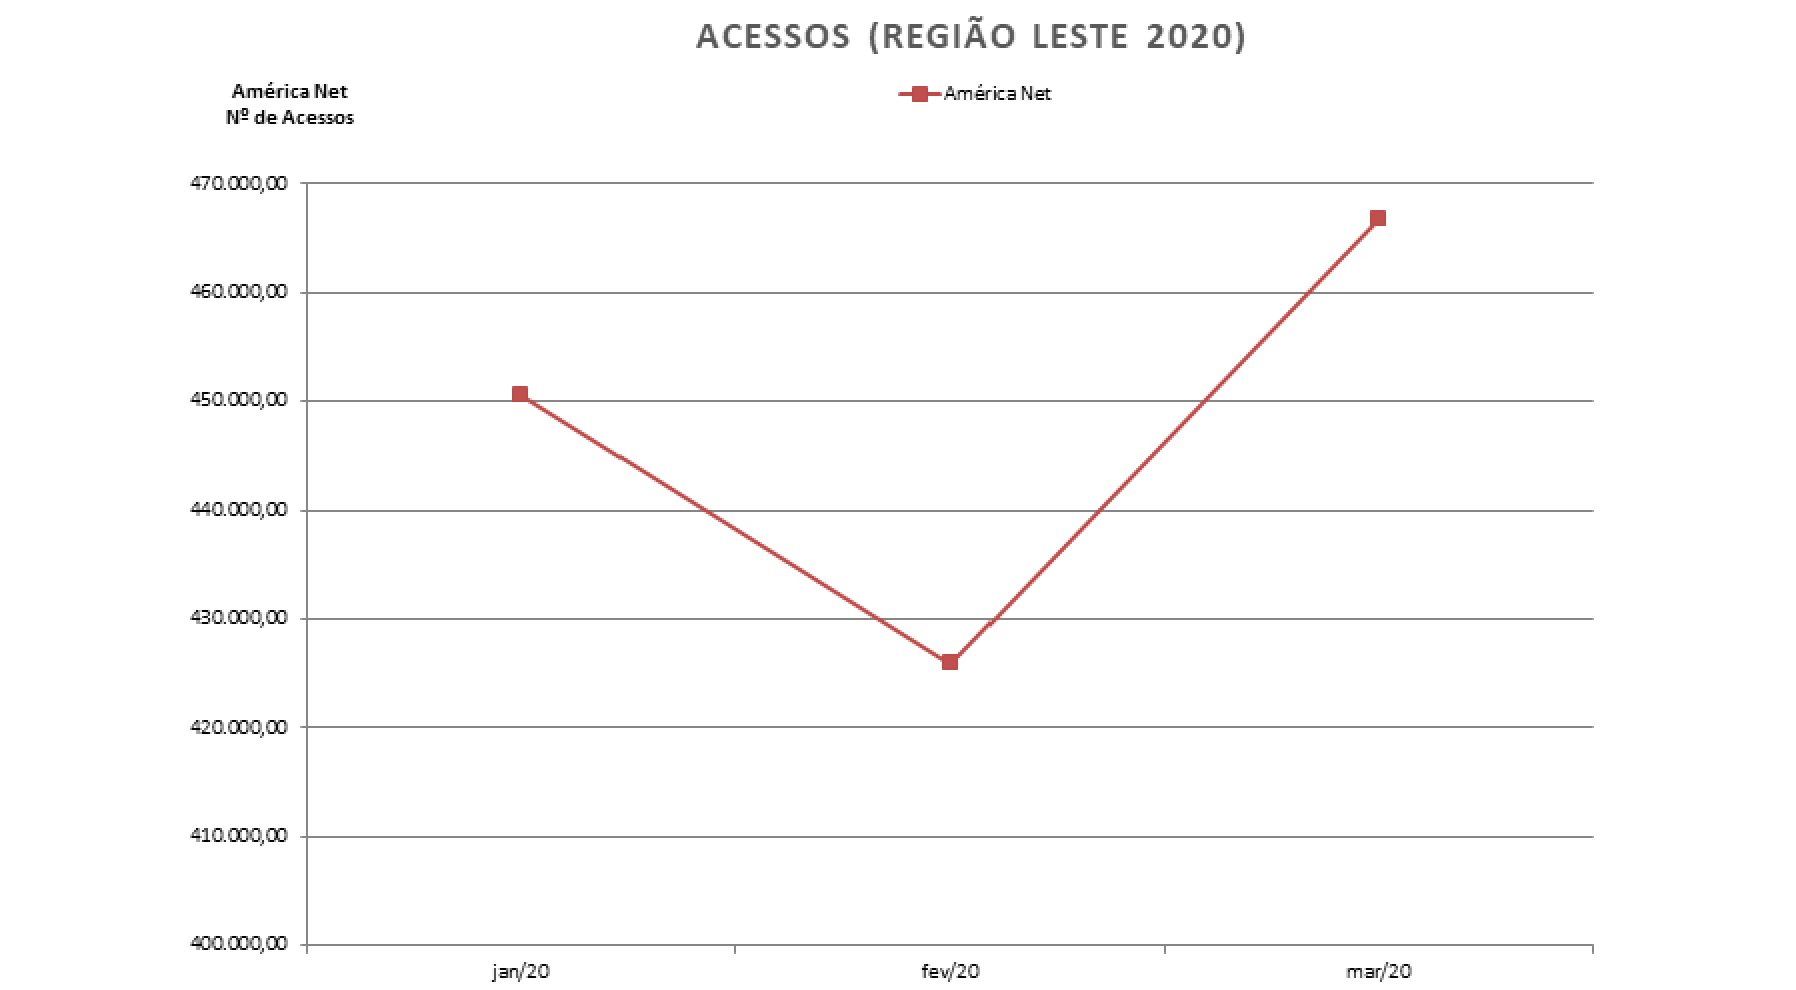 ACESSOS (REGIÃO LESTE 2020)
América Net
Nº de Acessos
América Net
470.000,00
460.000,00
450.000,00
440.000,00
430.000,00
420.000,00
410.000,00
400.000,00
jan/20
fev/20
mar/20